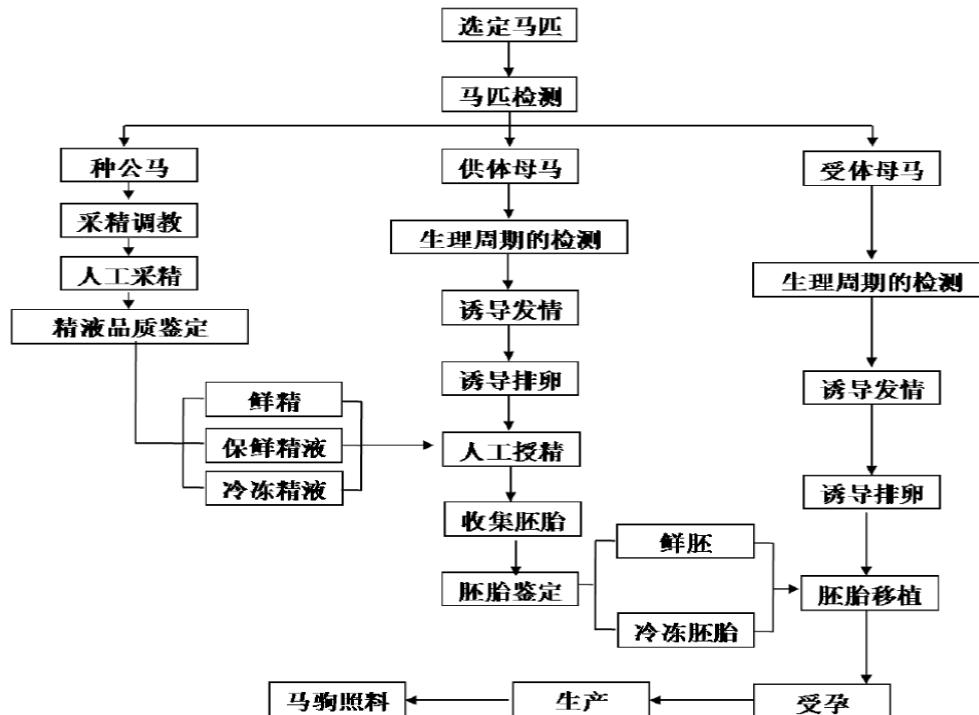 选定马匹
马匹检测
种公马
供体母马
受体母马
采精调教
生理周期的检测
人工采精
生理周期的检测
精液品质鉴定
诱导发情
诱导排卵
诱导发情
鲜精
保鲜精液
人工授精
冷冻精液
诱导排卵
收集胚胎
鲜胚
胚胎鉴定
胚胎移植
冷冻胚胎
马驹照料
生产
受孕